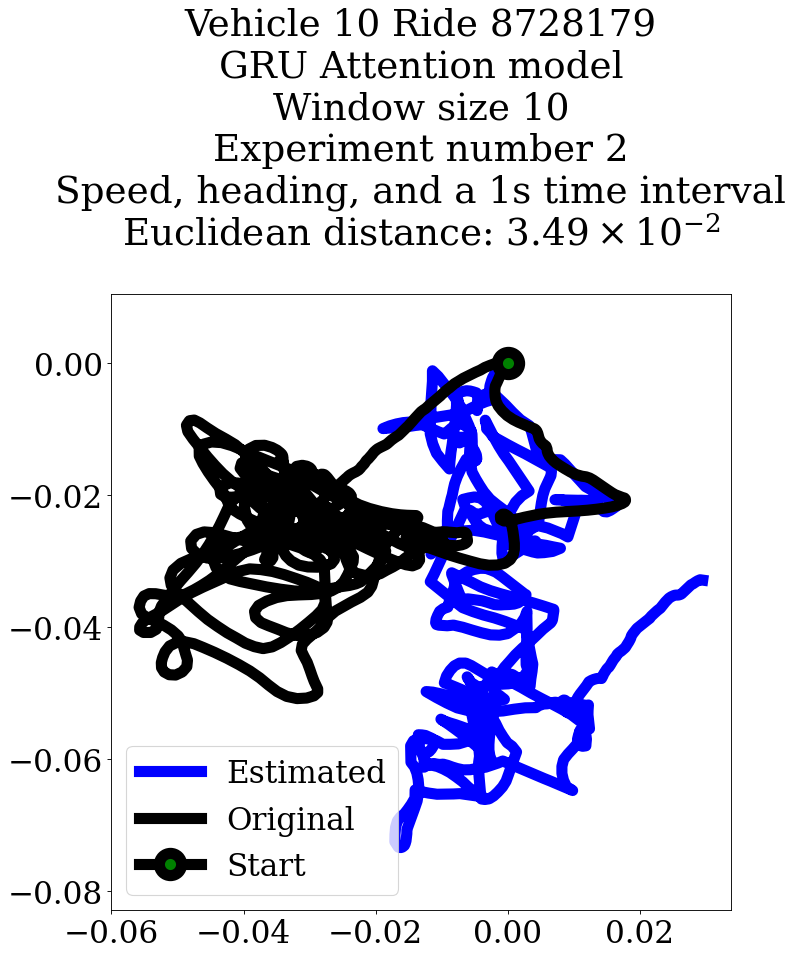 Vehicle 10 Ride 8728179
GRU Attention model
Window size 10
Experiment number 2
Speed, heading, and a 1s time interval
Euclidean distance: 3.49 × 10⁻²
0.00
−0.02
−0.04
−0.06
−0.08
Estimated
Original
Start
−0.06 −0.04 −0.02 0.00 0.02